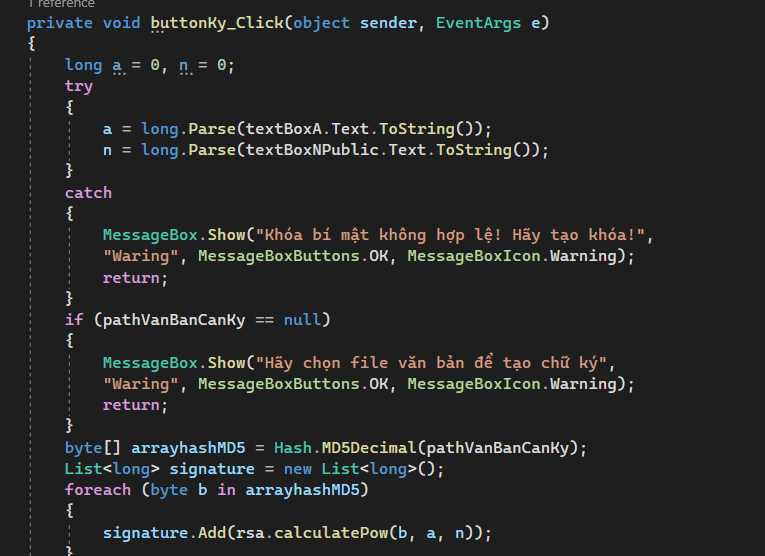 1 reference
private void buttonKy_Click(object sender, EventArgs e)
{
long a = 0, n = 0;
try
{
a = long.Parse(textBoxA.Text.ToString());
n = long.Parse(textBoxNPublic.Text.ToString());
}
catch
{
MessageBox.Show("Khóa bí mật không hợp lệ! Hãy tạo khóa!",
"Waring", MessageBoxButtons.OK, MessageBoxIcon.Warning);
return;
}
if (pathVanBanCanKy == null)
{
MessageBox.Show("Hãy chọn file văn bản để tạo chữ ký",
"Waring", MessageBoxButtons.OK, MessageBoxIcon.Warning);
return;
}
byte[] arrayhashMD5 = Hash.MD5Decimal(pathVanBanCanKy);
List<long> signature = new List<long>();
foreach (byte b in arrayhashMD5)
{
signature.Add(rsa.calculatePow(b, a, n));
}